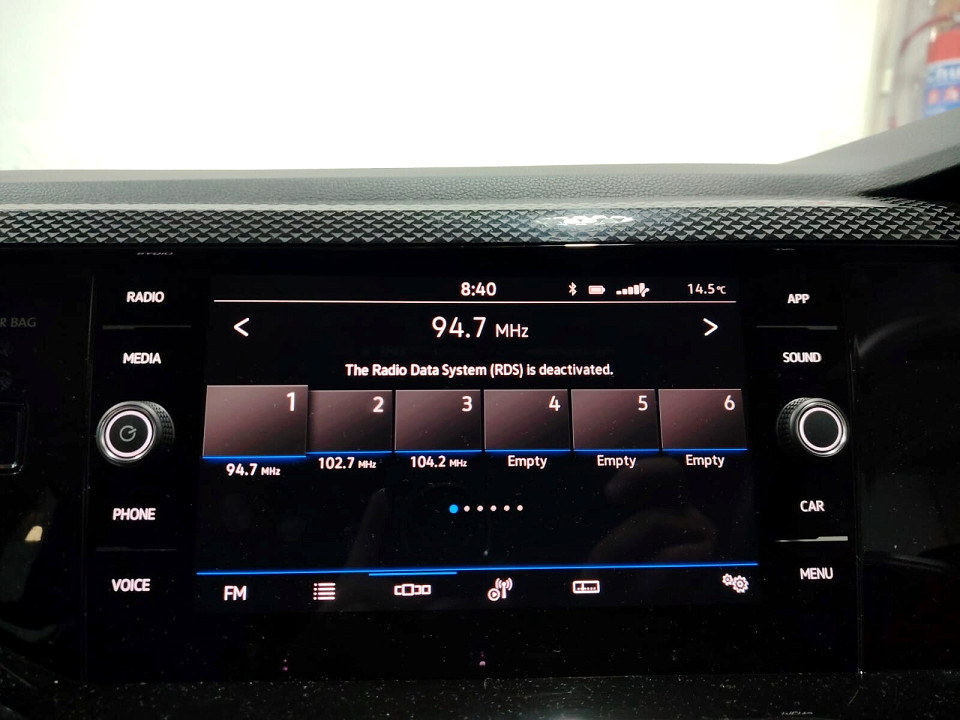 8:40 14.5°C
RADIO
APP
94.7 MHz
R BAG
MEDIA
SOUND
The Radio Data System (RDS) is deactivated.
1 2 3 4 5 6
94.7 MHz 102.7 MHz 104.2 MHz Empty Empty Empty
PHONE
CAR
VOICE
MENU
FM